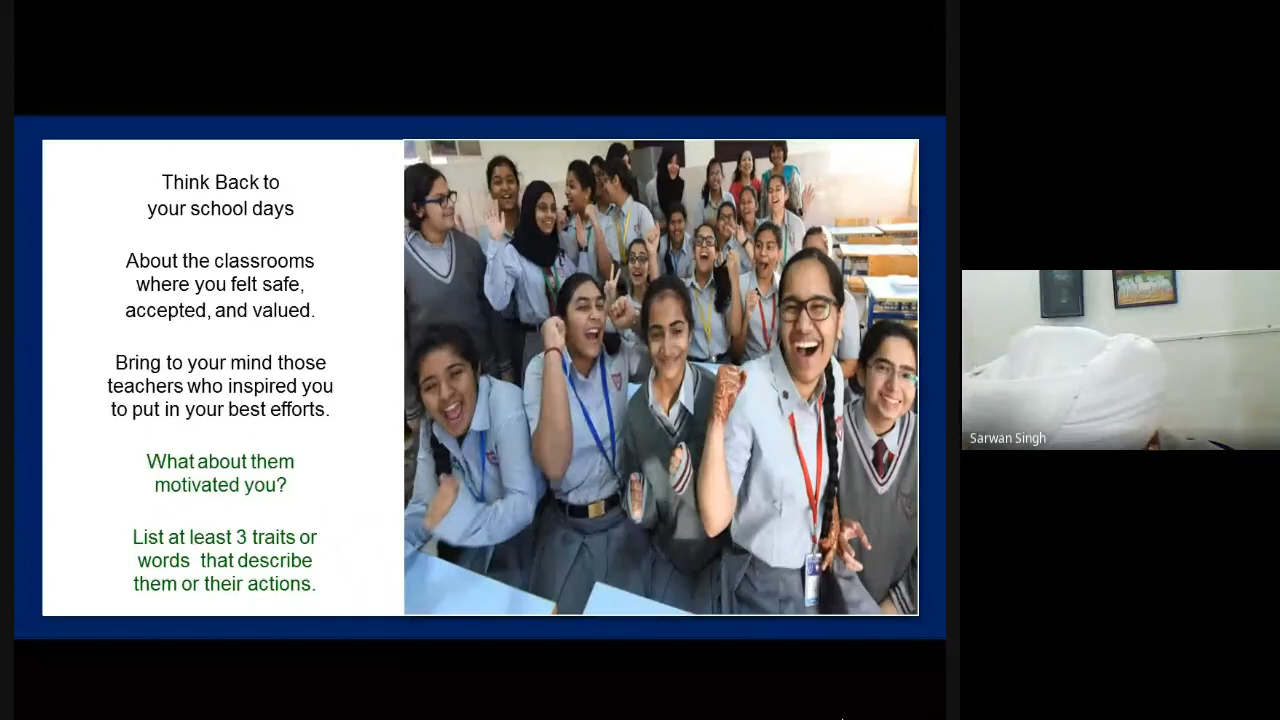 Think Back to
your school days
About the classrooms
where you felt safe,
accepted, and valued.
Bring to your mind those
teachers who inspired you
to put in your best efforts.
What about them
motivated you?
List at least 3 traits or
words that describe
them or their actions.
Sarwan Singh